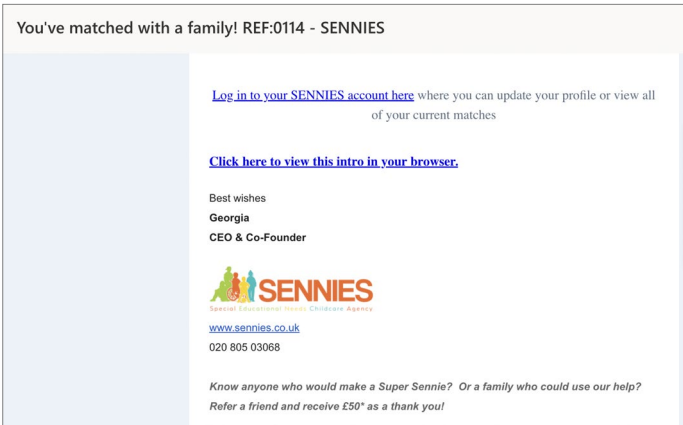 You've matched with a family! REF:0114 - SENNIES
Log in to your SENNIES account here where you can update your profile or view all
of your current matches
Click here to view this intro in your browser.
Best wishes
Georgia
CEO & Co-Founder
SENNIES
Special Educational Needs Childcare Agency
www.sennies.co.uk
020 805 03068
Know anyone who would make a Super Sennie? Or a family who could use our help?
Refer a friend and receive £50* as a thank you!